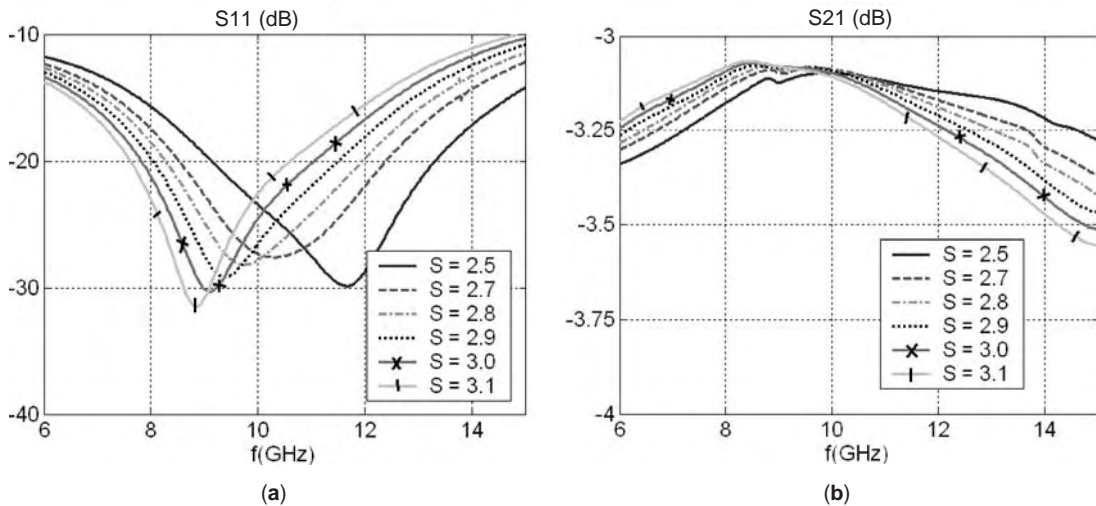 S11 (dB)
-10
-20
-30
-40
6
8
10
12
14
f(GHz)
S = 2.5
S = 2.7
S = 2.8
S = 2.9
S = 3.0
S = 3.1
(a)
S21 (dB)
-3
-3.25
-3.5
-3.75
-4
6
8
10
12
14
f(GHz)
S = 2.5
S = 2.7
S = 2.8
S = 2.9
S = 3.0
S = 3.1
(b)